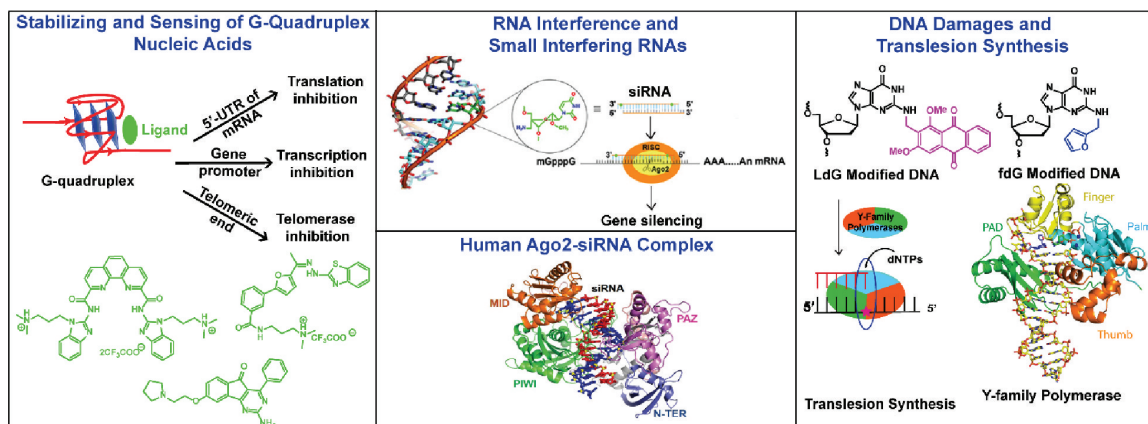 Stabilizing and Sensing of G-Quadruplex
Nucleic Acids
5'-UTR of
mRNA
Translation
inhibition
Ligand
G-quadruplex
Gene
promoter
Transcription
inhibition
Telomeric
end
Telomerase
inhibition
2CF₃COO⊖
CF₃COO⊖
RNA Interference and
Small Interfering RNAs
siRNA
3' 5'
5' 3'
RISC
3' 5'
mGpppG
AAA......An mRNA
Ago2
Gene silencing
Human Ago2-siRNA Complex
MID
siRNA
PAZ
PIWI
N-TER
DNA Damages and
Translesion Synthesis
LdG Modified DNA
fdG Modified DNA
Y-Family
Polymerases
dNTPs
5'
5'
Translesion Synthesis
Finger
PAD
Palm
Thumb
Y-family Polymerase